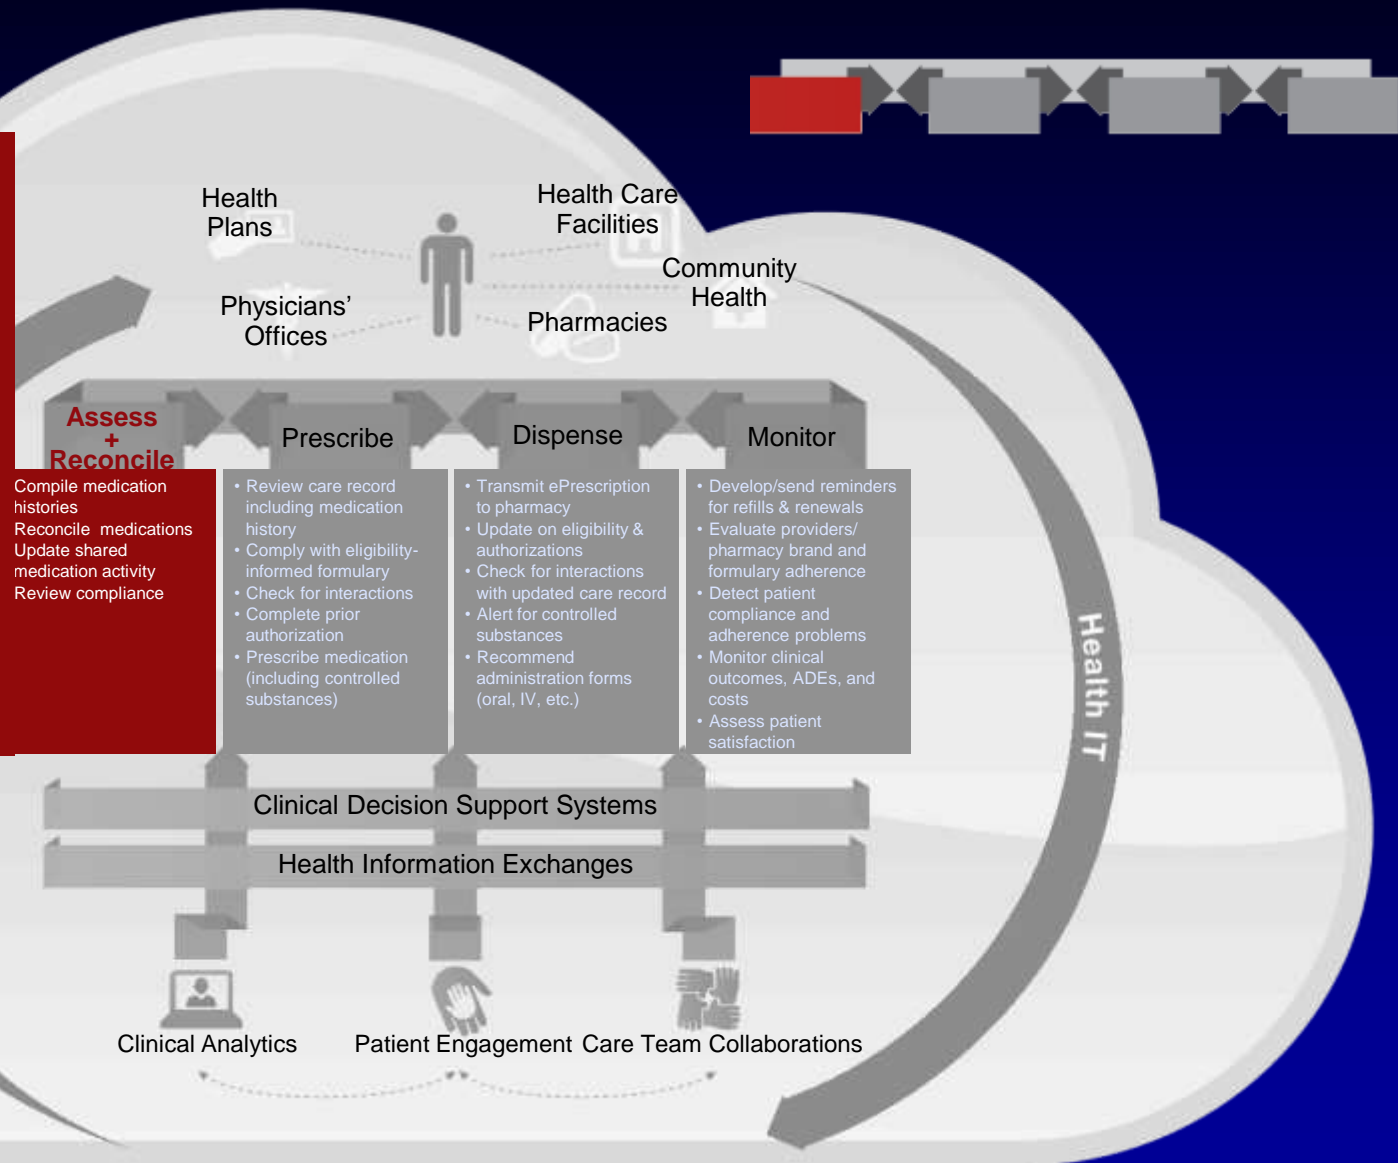 Health
Plans
Health Care
Facilities
Community
Health
Physicians’
Offices
Pharmacies
Assess
+
Reconcile
Prescribe
Dispense
Monitor
Compile medication
histories
Reconcile medications
Update shared
medication activity
Review compliance
• Review care record
including medication
history
• Comply with eligibility-
informed formulary
• Check for interactions
• Complete prior
authorization
• Prescribe medication
(including controlled
substances)
• Transmit ePrescription
to pharmacy
• Update on eligibility &
authorizations
• Check for interactions
with updated care record
• Alert for controlled
substances
• Recommend
administration forms
(oral, IV, etc.)
• Develop/send reminders
for refills & renewals
• Evaluate providers/
pharmacy brand and
formulary adherence
• Detect patient
compliance and
adherence problems
• Monitor clinical
outcomes, ADEs, and
costs
• Assess patient
satisfaction
Health IT
Clinical Decision Support Systems
Health Information Exchanges
Clinical Analytics
Patient Engagement
Care Team Collaborations